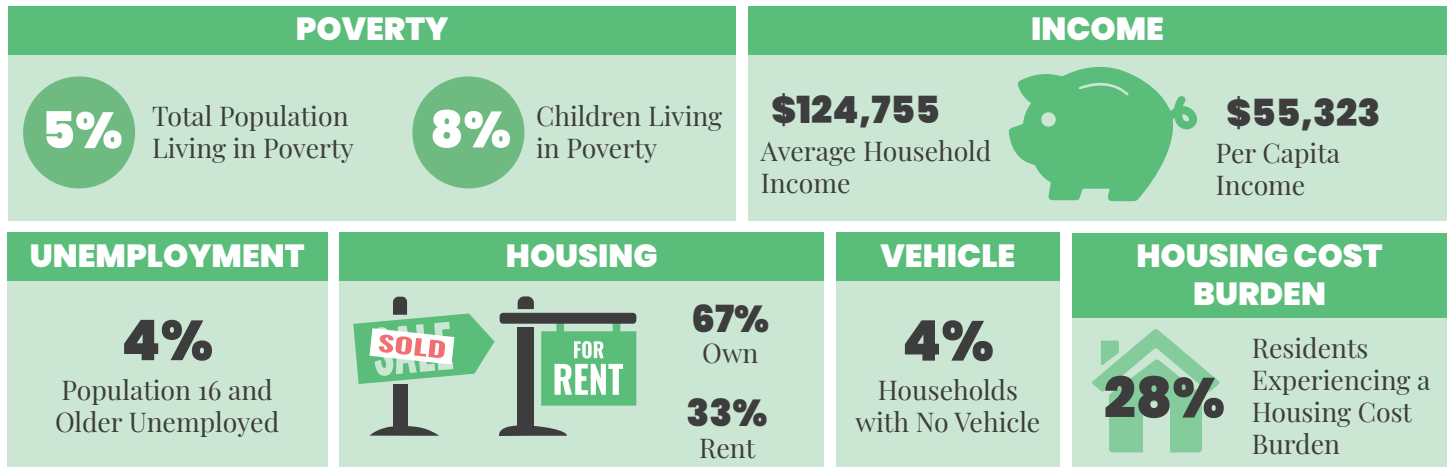 POVERTY
5%
Total Population
Living in Poverty
8%
Children Living
in Poverty
INCOME
$124,755
Average Household
Income
$55,323
Per Capita
Income
UNEMPLOYMENT
4%
Population 16 and
Older Unemployed
HOUSING
SALE
SOLD
FOR
RENT
67%
Own
33%
Rent
VEHICLE
4%
Households
with No Vehicle
HOUSING COST
BURDEN
28%
Residents
Experiencing a
Housing Cost
Burden